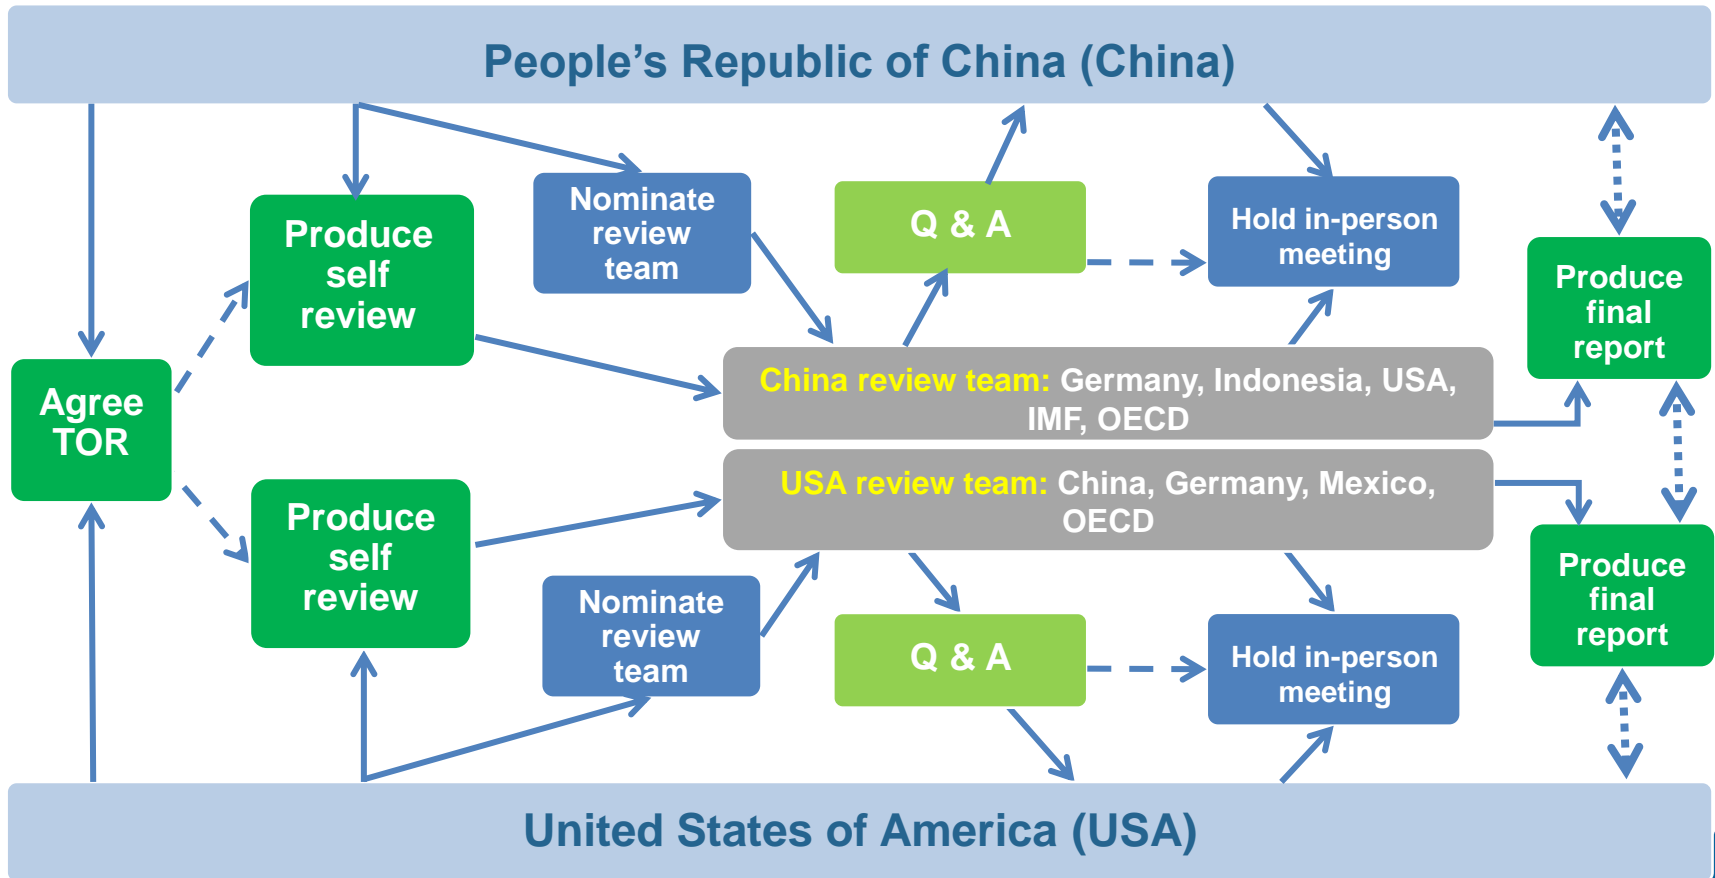 People’s Republic of China (China)
Nominate
review
team
Q & A
Hold in-person
meeting
Produce
self
review
Produce
final
report
China review team: Germany, Indonesia, USA,
IMF, OECD
Agree
TOR
USA review team: China, Germany, Mexico,
OECD
Produce
self
review
Nominate
review
team
Q & A
Hold in-person
meeting
Produce
final
report
United States of America (USA)